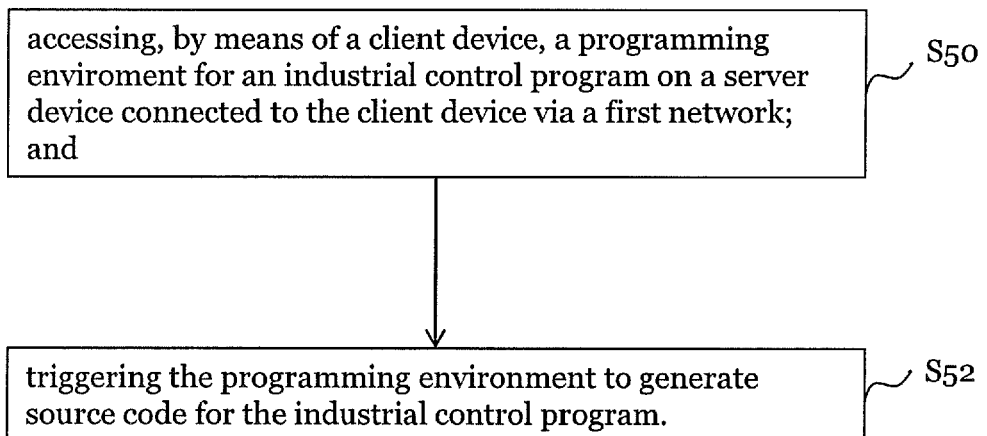 accessing, by means of a client device, a programming
enviroment for an industrial control program on a server
device connected to the client device via a first network;
and
S50
triggering the programming environment to generate
source code for the industrial control program.
S52